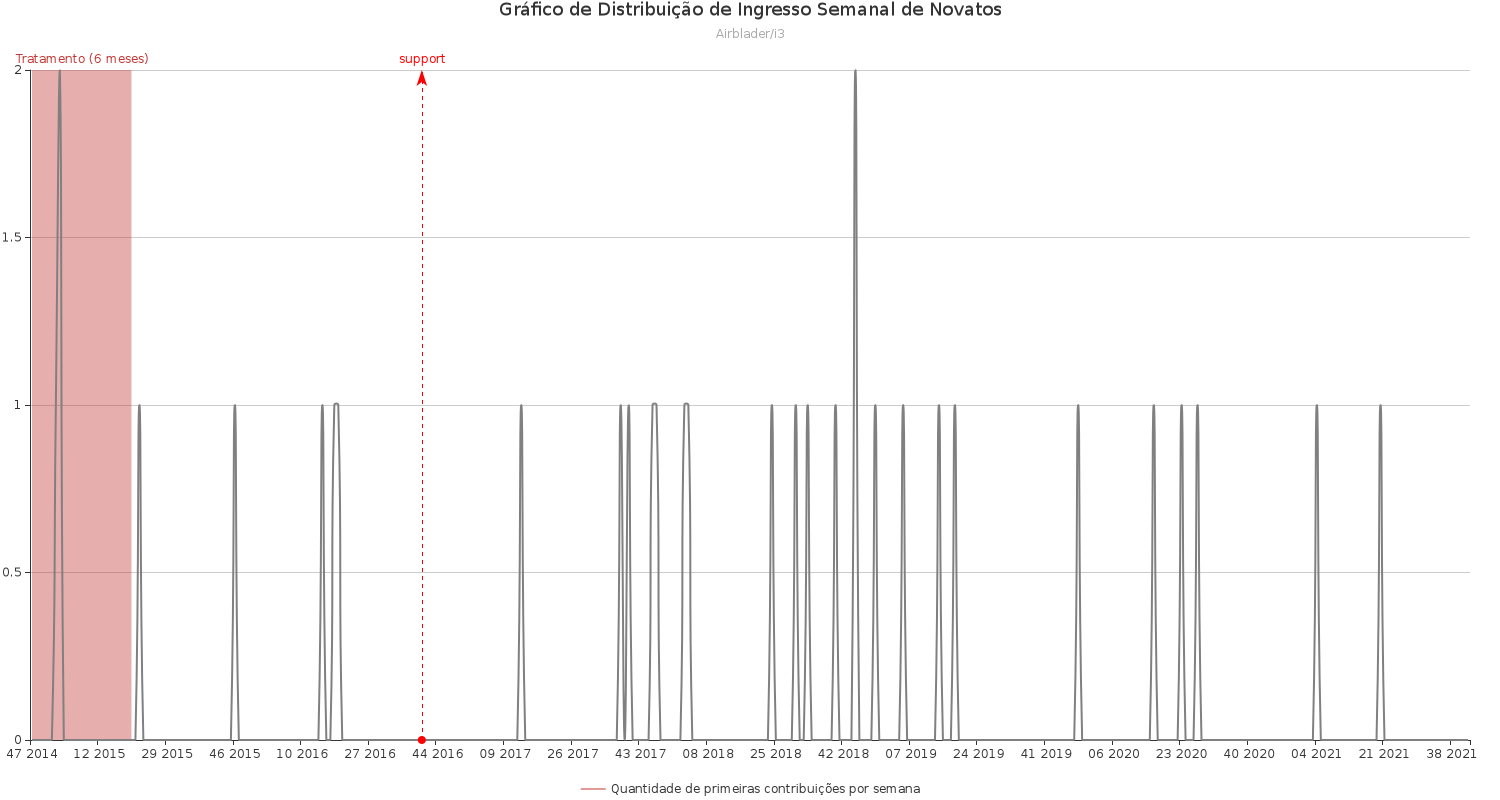 Gráfico de Distribuição de Ingresso Semanal de Novatos
Airblader/i3
Tratamento (6 meses)
support
2
1.5
1
0.5
0
47 2014 12 2015 29 2015 46 2015 10 2016 27 2016 44 2016 09 2017 26 2017 43 2017 08 2018 25 2018 42 2018 07 2019 24 2019 41 2019 06 2020 23 2020 40 2020 04 2021 21 2021 38 2021
Quantidade de primeiras contribuições por semana